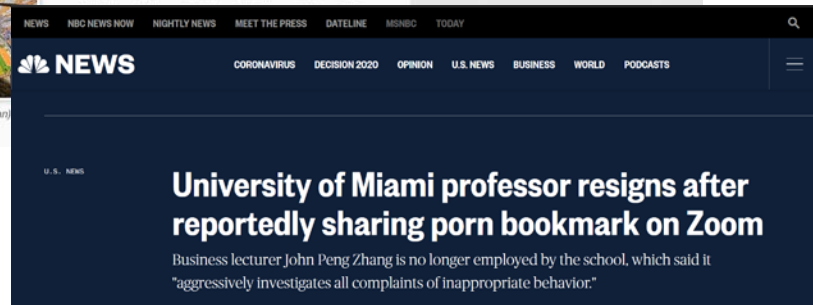 NEWS NBC NEWS NOW NIGHTLY NEWS MEET THE PRESS DATELINE MSNBC TODAY
NEWS CORONAVIRUS DECISION 2020 OPINION U.S. NEWS BUSINESS WORLD PODCASTS
U.S. NEWS
University of Miami professor resigns after
reportedly sharing porn bookmark on Zoom
Business lecturer John Peng Zhang is no longer employed by the school, which said it
"aggressively investigates all complaints of inappropriate behavior."